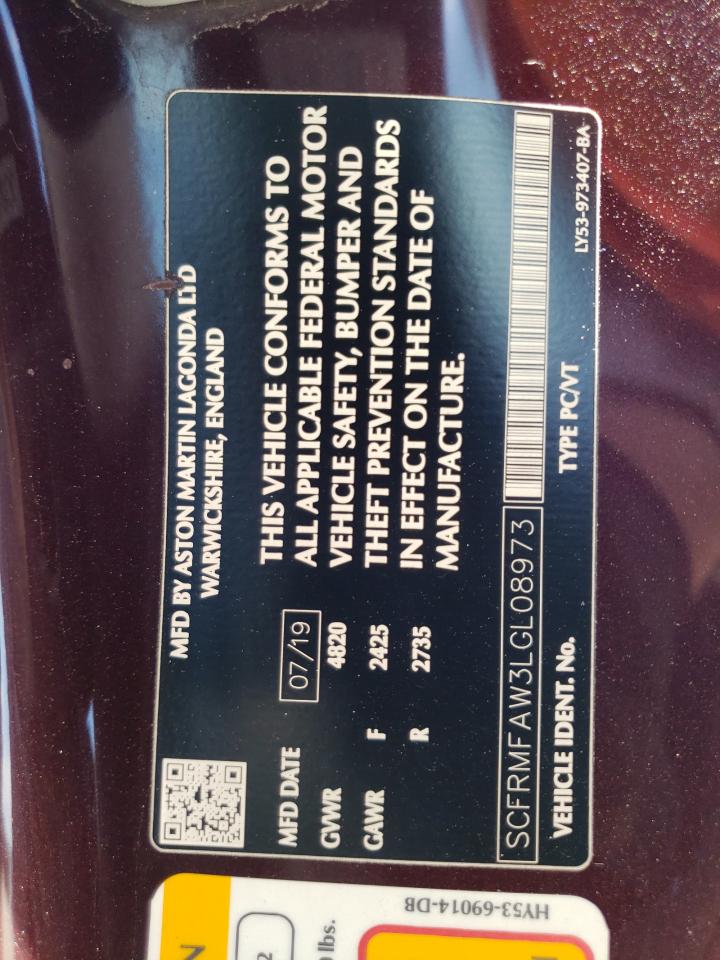 MFD BY ASTON MARTIN LAGONDA LTD
WARWICKSHIRE, ENGLAND
MFD DATE 07/19
GVWR 4820
GAWR F 2425
R 2735
THIS VEHICLE CONFORMS TO
ALL APPLICABLE FEDERAL MOTOR
VEHICLE SAFETY, BUMPER AND
THEFT PREVENTION STANDARDS
IN EFFECT ON THE DATE OF
MANUFACTURE.
SCFRMFAW3LGL08973
VEHICLE IDENT. No. TYPE PC/VT LY53-973407-BA
HY53-69014-DB
N
2
lbs.